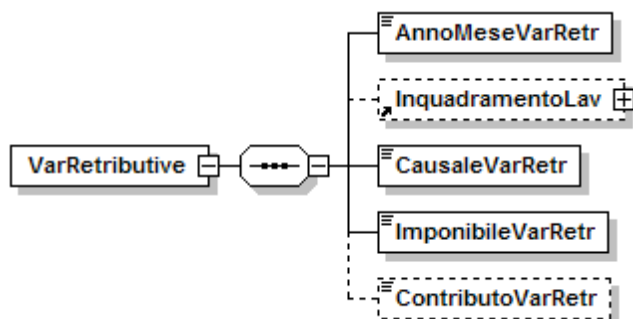 AnnoMeseVarRetr
InquadramentoLav
VarRetributive
CausaleVarRetr
ImponibileVarRetr
ContributoVarRetr